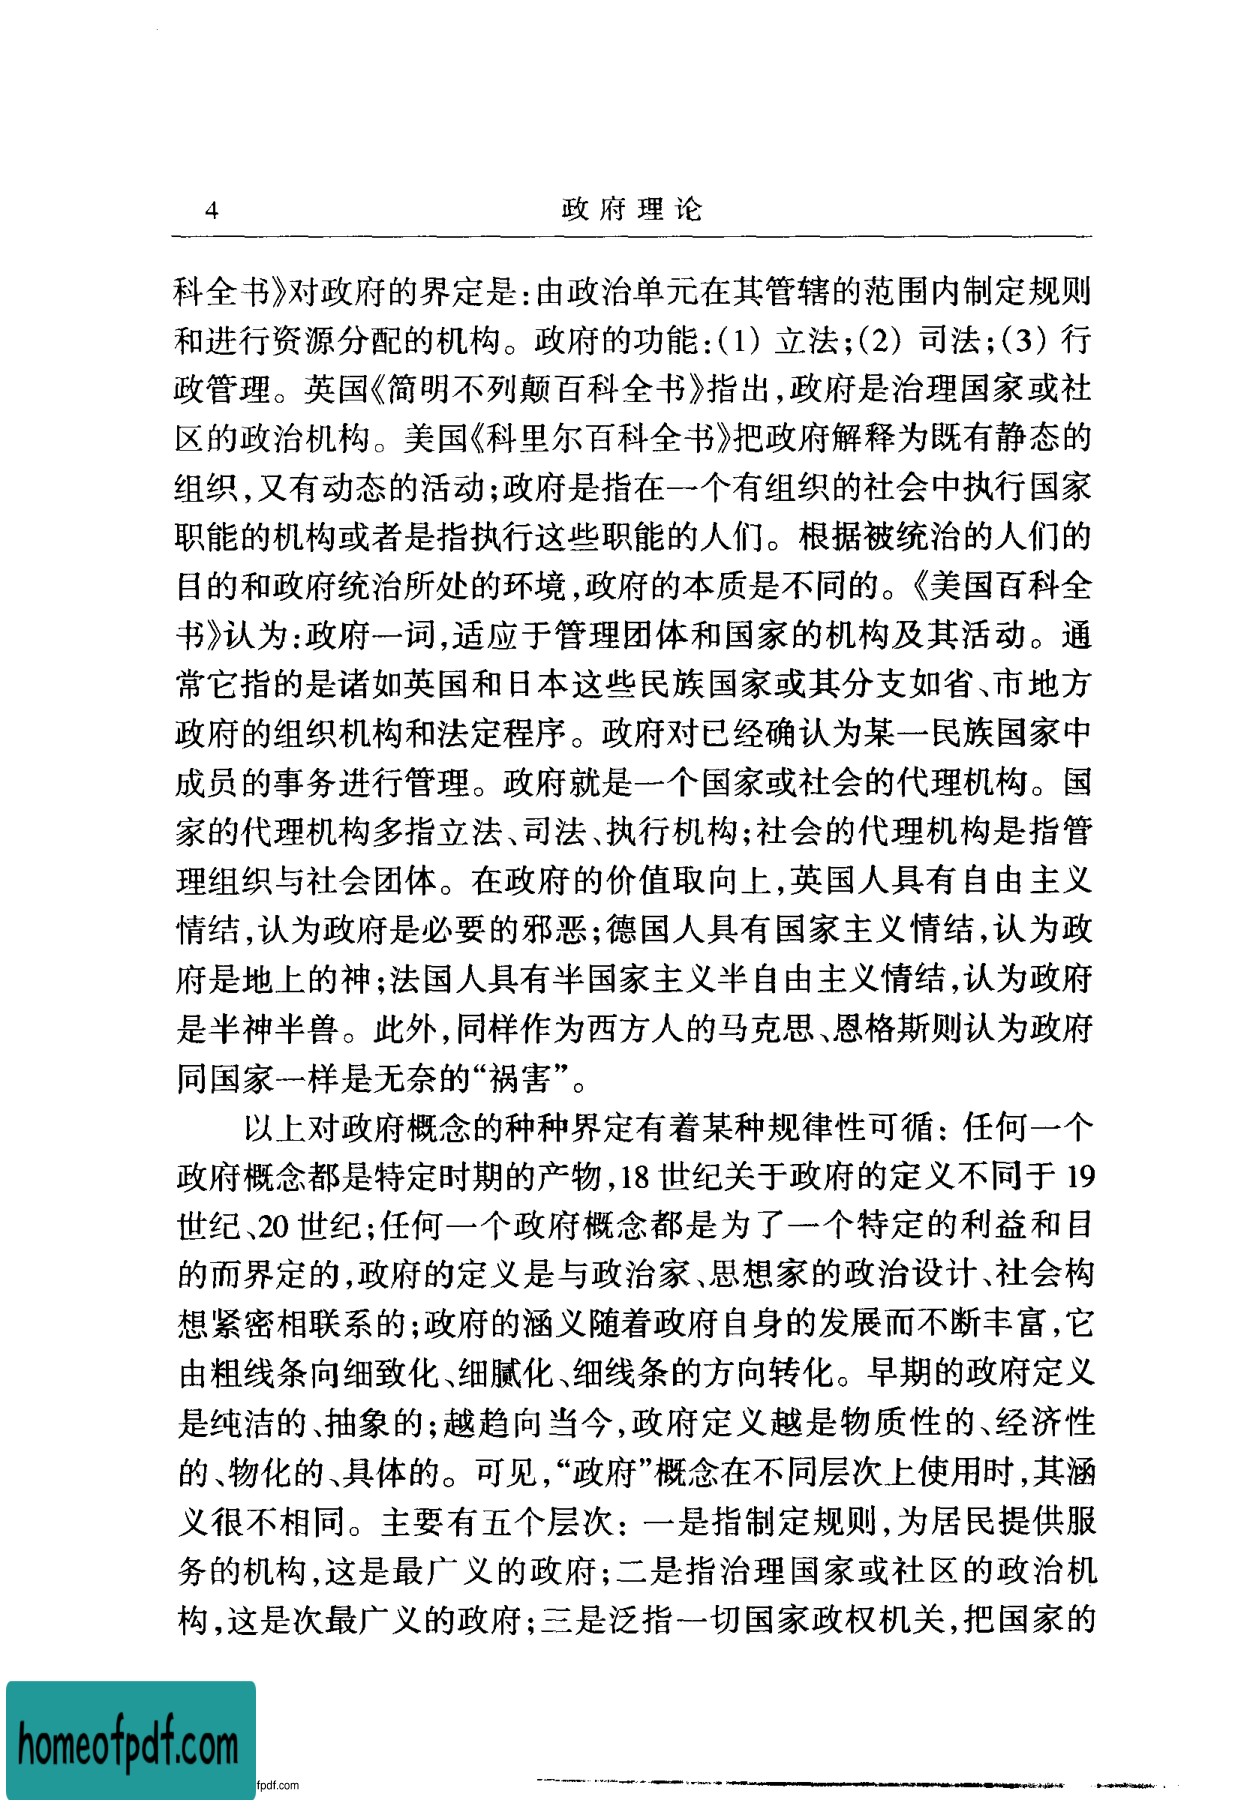 4 政府理论
科全书》对政府的界定是:由政治单元在其管辖的范围内制定规则
和进行资源分配的机构。政府的功能:(1) 立法;(2) 司法;(3) 行
政管理。英国《简明不列颠百科全书》指出,政府是治理国家或社
区的政治机构。美国《科里尔百科全书》把政府解释为既有静态的
组织,又有动态的活动;政府是指在一个有组织的社会中执行国家
职能的机构或者是指执行这些职能的人们。根据被统治的人们的
目的和政府统治所处的环境,政府的本质是不同的。《美国百科全
书》认为:政府一词,适应于管理团体和国家的机构及其活动。通
常它指的是诸如英国和日本这些民族国家或其分支如省、市地方
政府的组织机构和法定程序。政府对已经确认为某一民族国家中
成员的事务进行管理。政府就是一个国家或社会的代理机构。国
家的代理机构多指立法、司法、执行机构;社会的代理机构是指管
理组织与社会团体。在政府的价值取向上,英国人具有自由主义
情结,认为政府是必要的邪恶;德国人具有国家主义情结,认为政
府是地上的神;法国人具有半国家主义半自由主义情结,认为政府
是半神半兽。此外,同样作为西方人的马克思、恩格斯则认为政府
同国家一样是无奈的“祸害”。
以上对政府概念的种种界定有着某种规律性可循: 任何一个
政府概念都是特定时期的产物,18 世纪关于政府的定义不同于 19
世纪、20 世纪;任何一个政府概念都是为了一个特定的利益和目
的而界定的,政府的定义是与政治家、思想家的政治设计、社会构
想紧密相联系的;政府的涵义随着政府自身的发展而不断丰富,它
由粗线条向细致化、细腻化、细线条的方向转化。早期的政府定义
是纯洁的、抽象的;越趋向当今,政府定义越是物质性的、经济性
的、物化的、具体的。可见,“政府”概念在不同层次上使用时,其涵
义很不相同。主要有五个层次: 一是指制定规则,为居民提供服
务的机构,这是最广义的政府;二是指治理国家或社区的政治机
构,这是次最广义的政府;三是泛指一切国家政权机关,把国家的
homeofpdf.com
fpdf.com